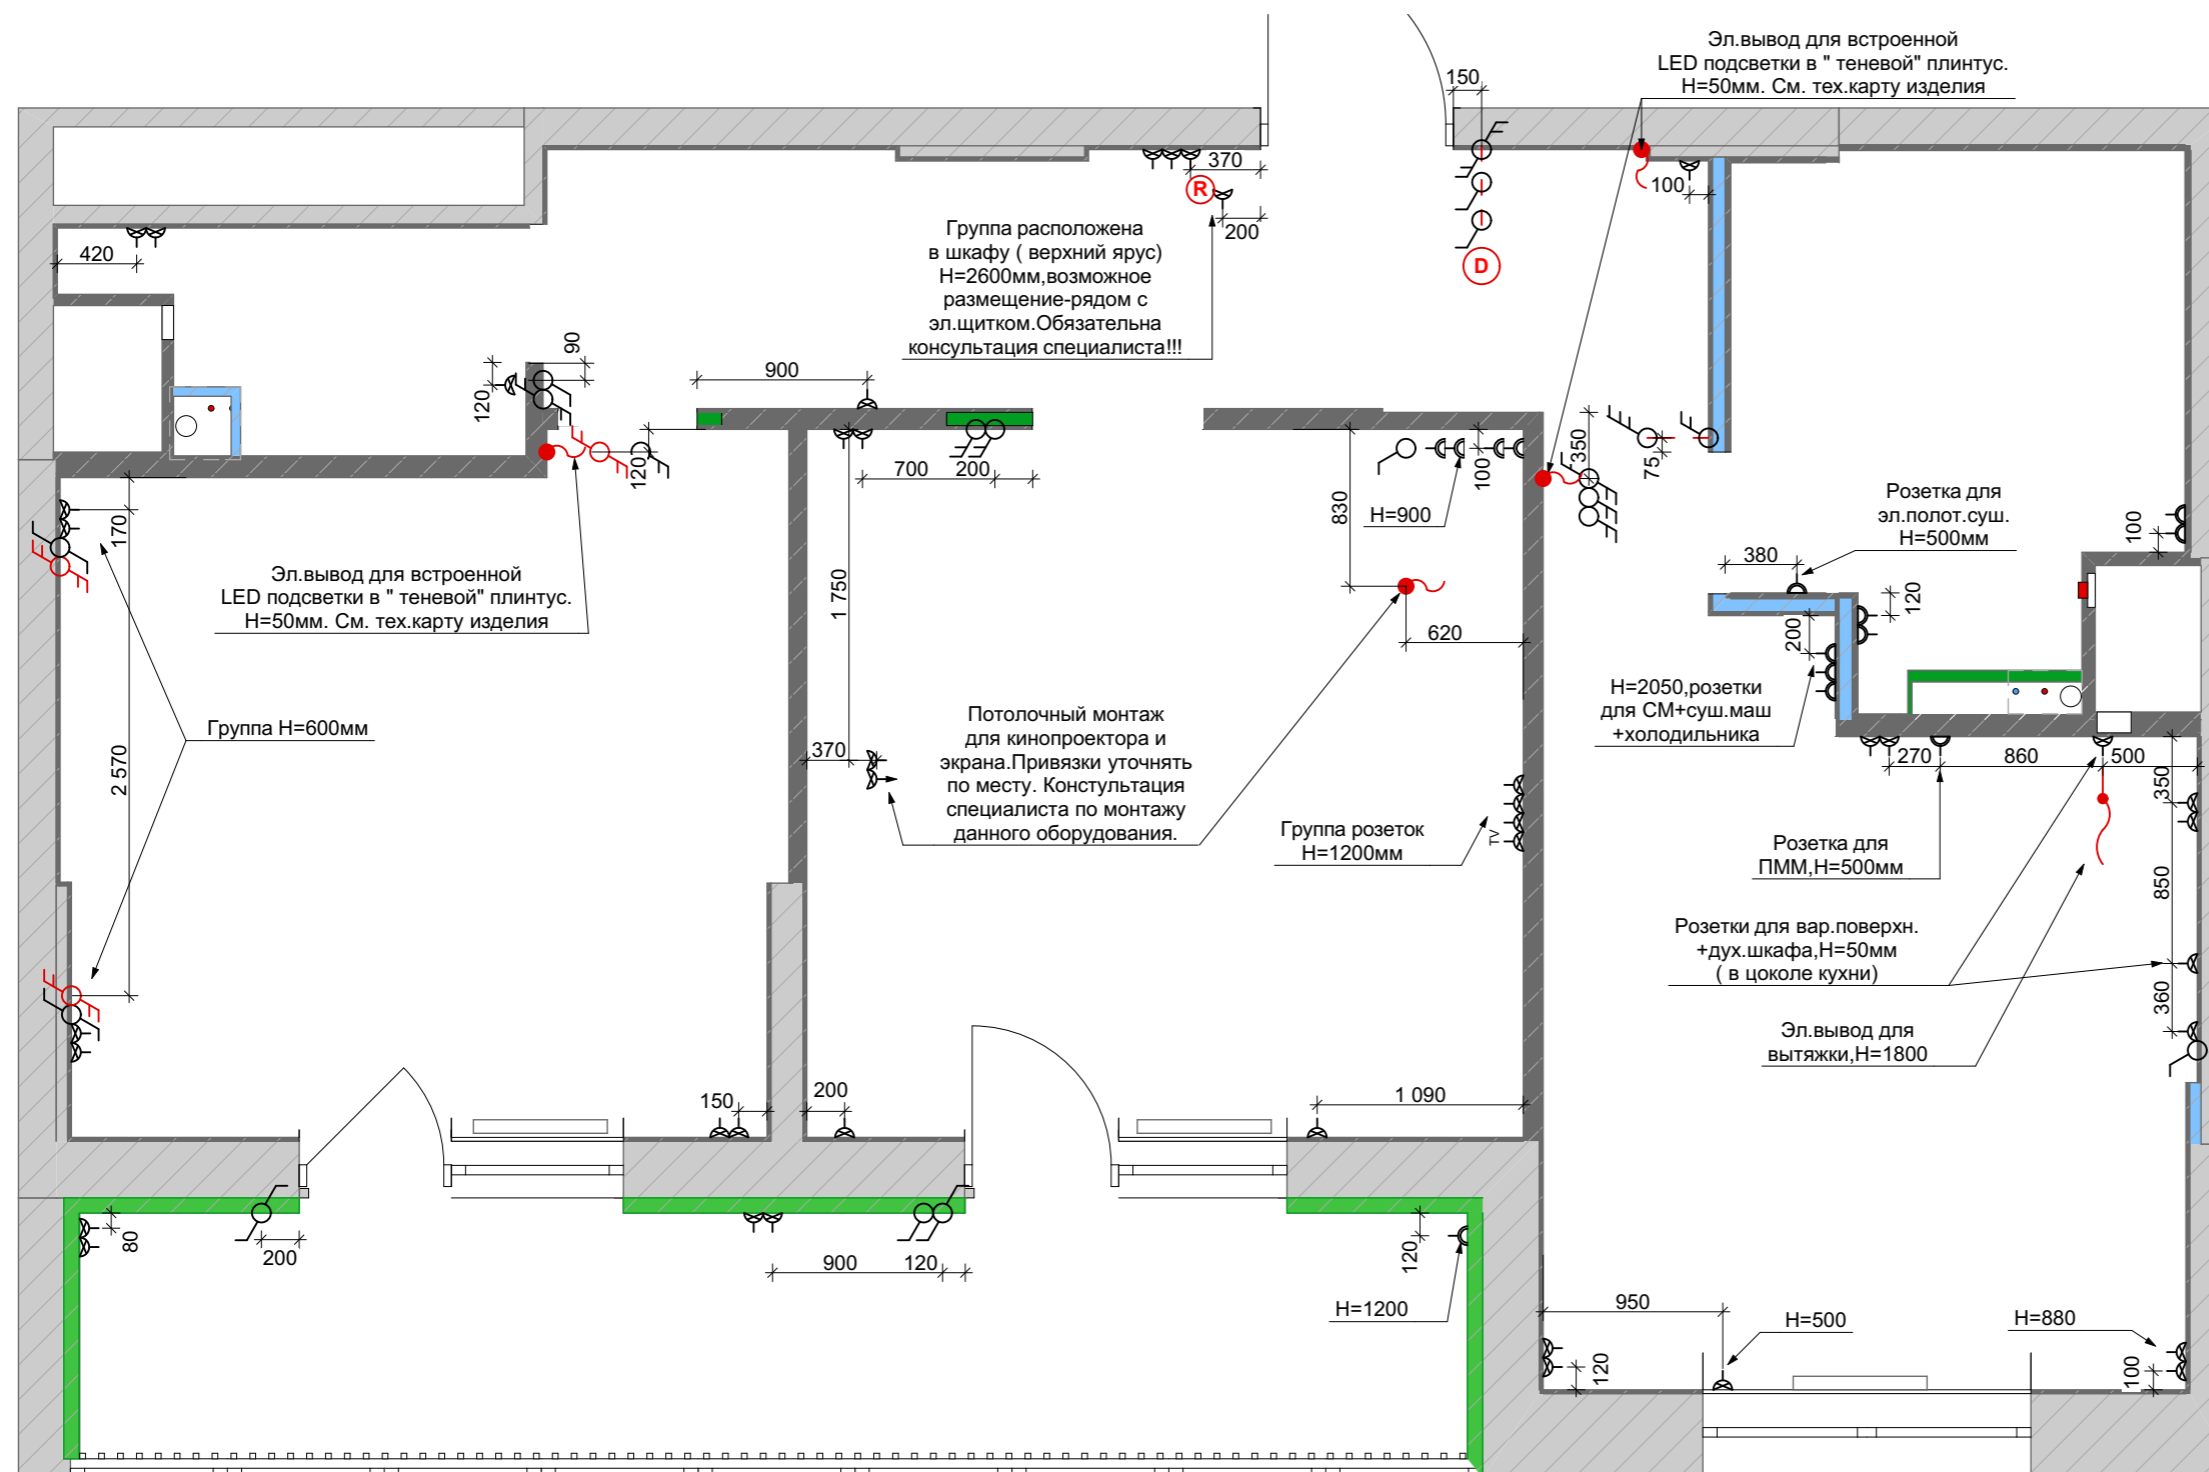 Эл.вывод для встроенной
LED подсветки в " теневой" плинтус.
H=50мм. См. тех.карту изделия
150
370
R
100
200
D
Группа расположена
в шкафу ( верхний ярус)
H=2600мм,возможное
размещение-рядом с
эл.щитком.Обязательна
консультация специалиста!!!
420
90
120
900
120
700
200
100
H=900
830
350
75
Розетка для
эл.полот.суш.
H=500мм
100
380
120
200
170
Эл.вывод для встроенной
LED подсветки в " теневой" плинтус.
H=50мм. См. тех.карту изделия
1 750
620
Группа H=600мм
2 570
370
Потолочный монтаж
для кинопроектора и
экрана.Привязки уточнять
по месту. Констультация
специалиста по монтажу
данного оборудования.
H=2050,розетки
для СМ+суш.маш
+холодильника
270
860
500
350
Группа розеток
H=1200мм
TV
Розетка для
ПММ,H=500мм
850
Розетки для вар.поверхн.
+дух.шкафа,H=50мм
( в цоколе кухни)
360
Эл.вывод для
вытяжки,H=1800
150
200
1 090
80
200
900
120
120
H=1200
950
H=500
H=880
120
100